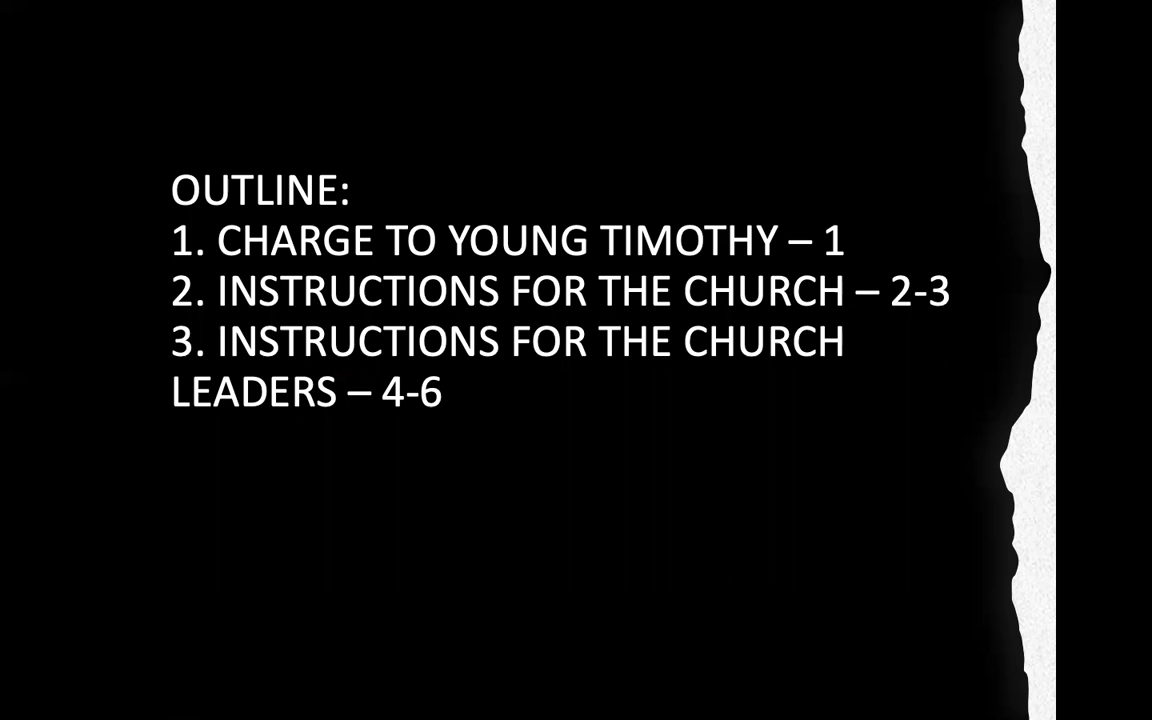 OUTLINE:
1. CHARGE TO YOUNG TIMOTHY – 1
2. INSTRUCTIONS FOR THE CHURCH – 2-3
3. INSTRUCTIONS FOR THE CHURCH
LEADERS – 4-6